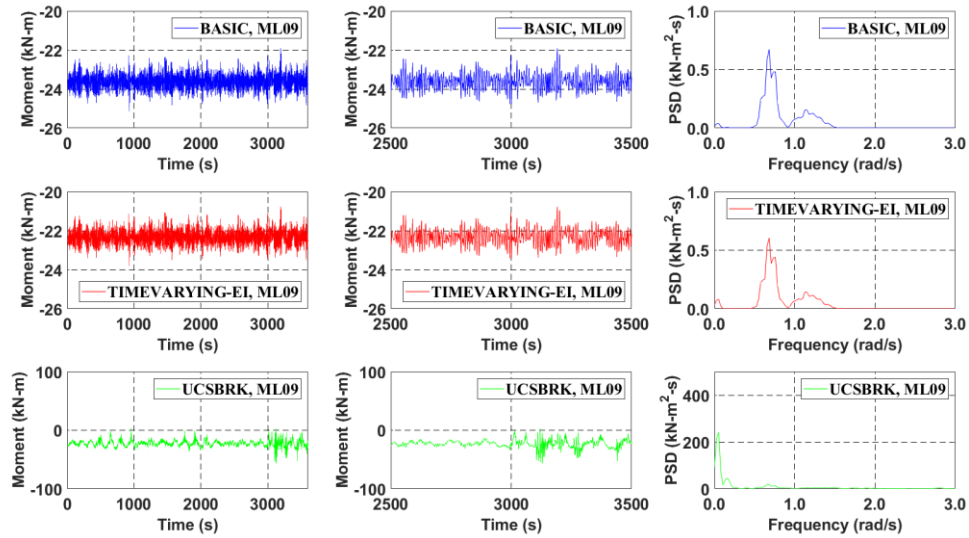 Moment (kN-m)
-20
-22
-24
-26
BASIC, ML09
0
1000
2000
3000
Time (s)
Moment (kN-m)
-20
-22
-24
-26
BASIC, ML09
2500
3000
3500
Time (s)
PSD (kN-m²-s)
1.0
0.5
0.0
BASIC, ML09
0.0
1.0
2.0
3.0
Frequency (rad/s)
Moment (kN-m)
-20
-22
-24
-26
TIMEVARYING-EI, ML09
0
1000
2000
3000
Time (s)
Moment (kN-m)
-20
-22
-24
-26
TIMEVARYING-EI, ML09
2500
3000
3500
Time (s)
PSD (kN-m²-s)
1.0
0.5
0.0
TIMEVARYING-EI, ML09
0.0
1.0
2.0
3.0
Frequency (rad/s)
Moment (kN-m)
100
0
-100
UCSBRK, ML09
0
1000
2000
3000
Time (s)
Moment (kN-m)
100
0
-100
UCSBRK, ML09
2500
3000
3500
Time (s)
PSD (kN-m²-s)
400
200
0
UCSBRK, ML09
0.0
1.0
2.0
3.0
Frequency (rad/s)